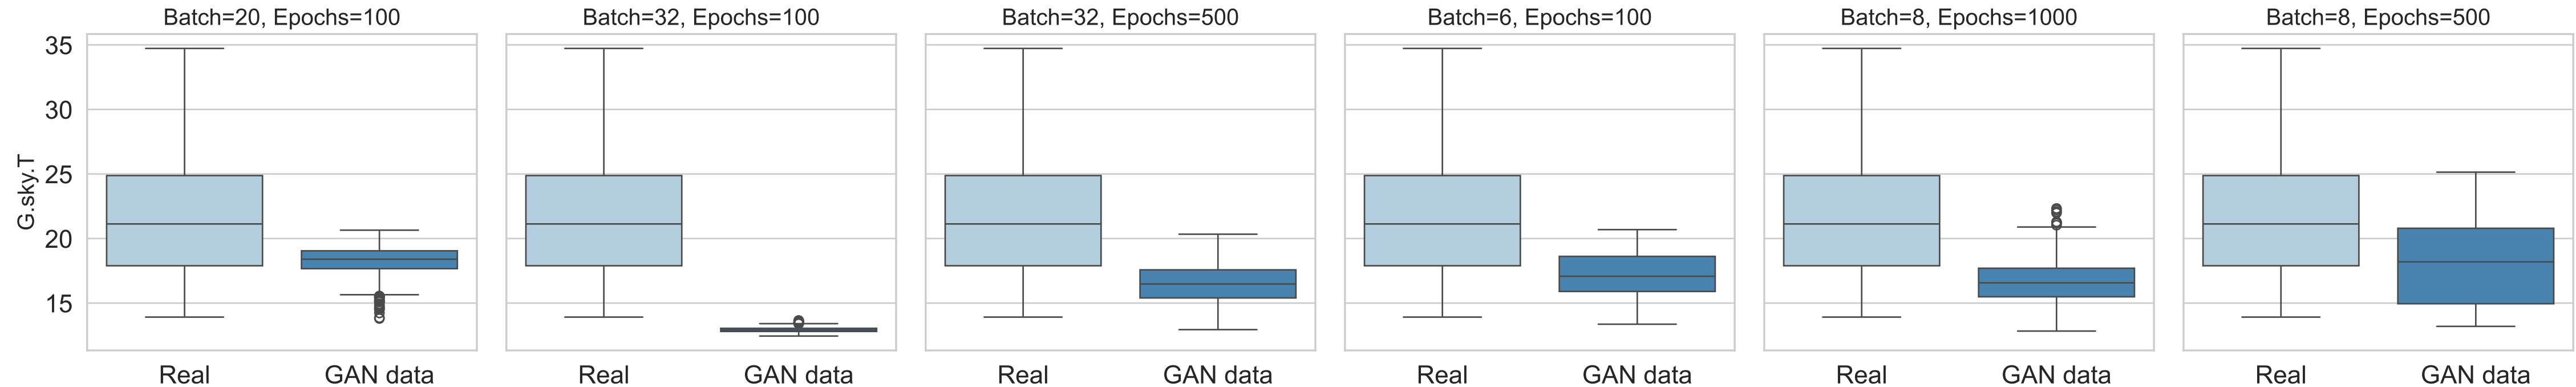 Batch=20, Epochs=100
Batch=32, Epochs=100
Batch=32, Epochs=500
Batch=6, Epochs=100
Batch=8, Epochs=1000
Batch=8, Epochs=500
G.sky.T
35
30
25
20
15
Real GAN data
Real GAN data
Real GAN data
Real GAN data
Real GAN data
Real GAN data